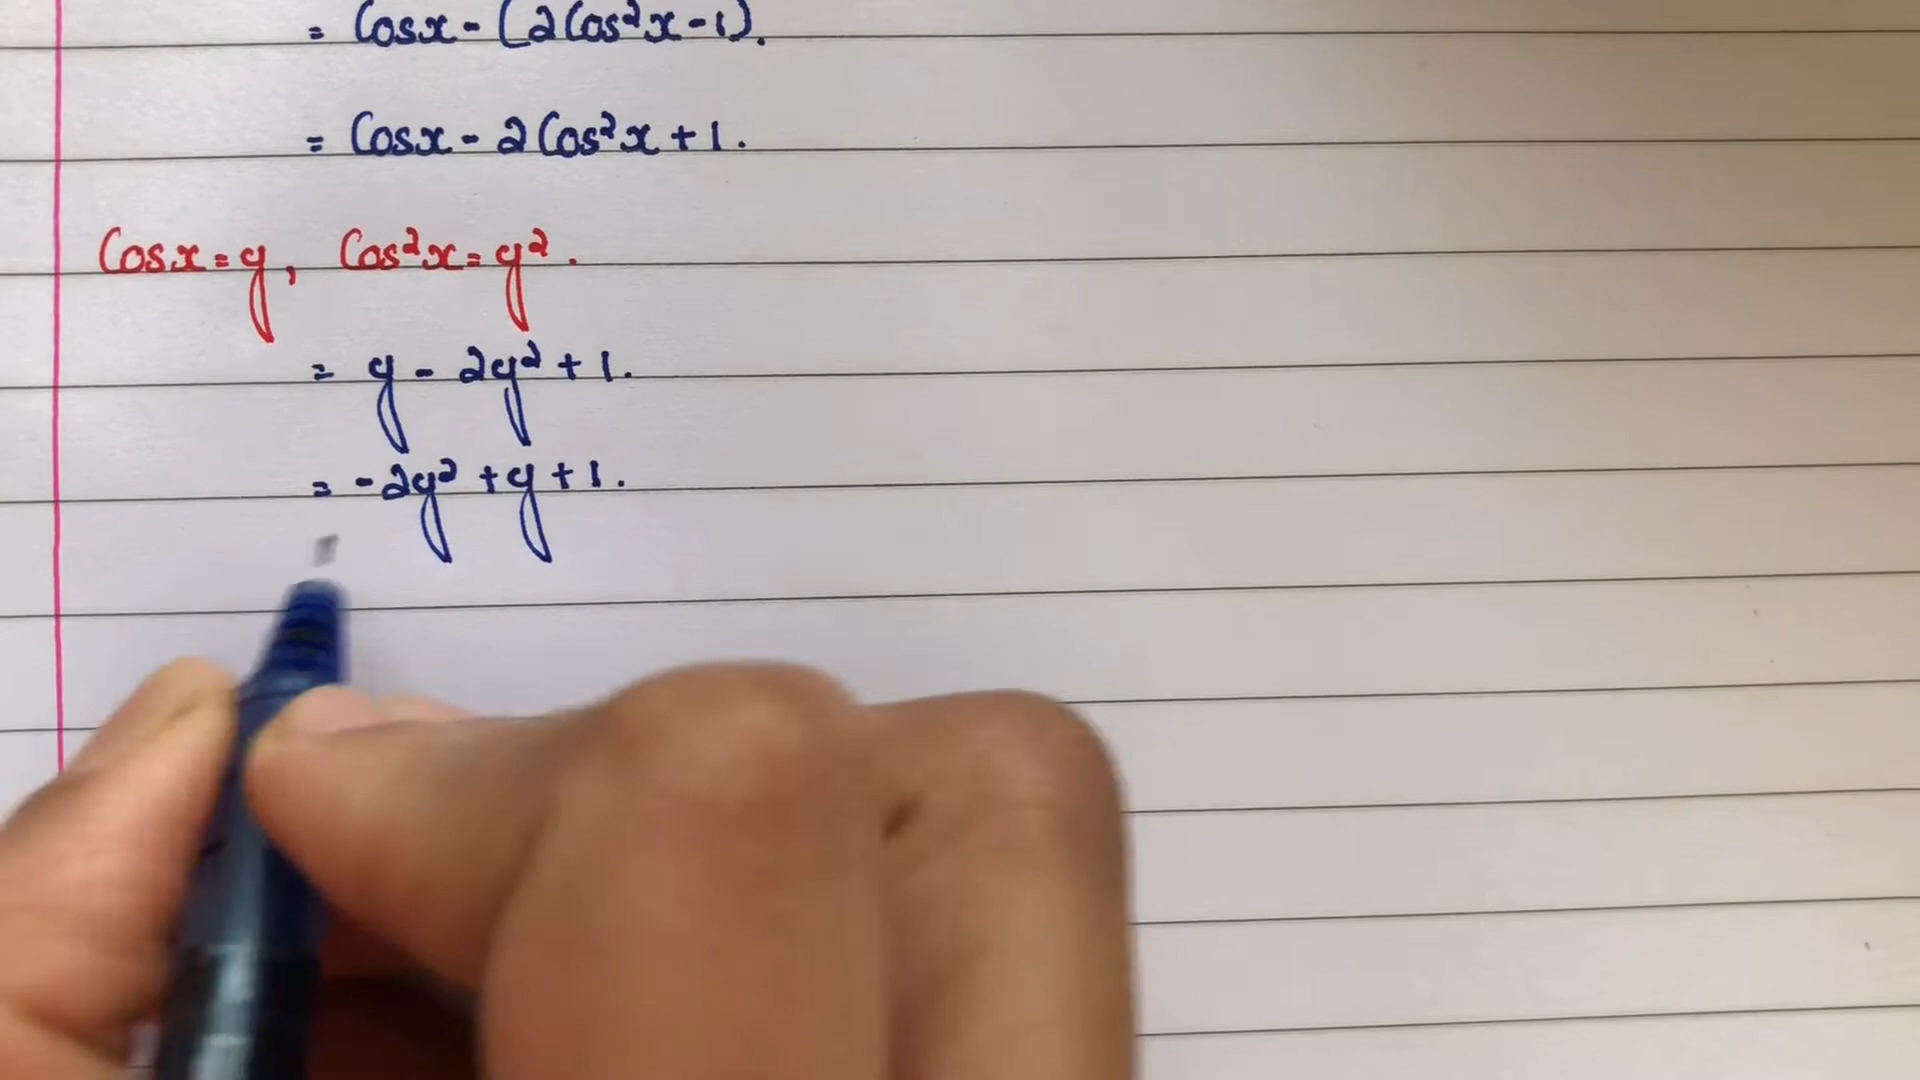 = Cosx - (2Cos²x - 1).
= Cosx - 2Cos²x + 1.
Cosx = y, Cos²x = y².
= y - 2y² + 1.
= -2y² + y + 1.